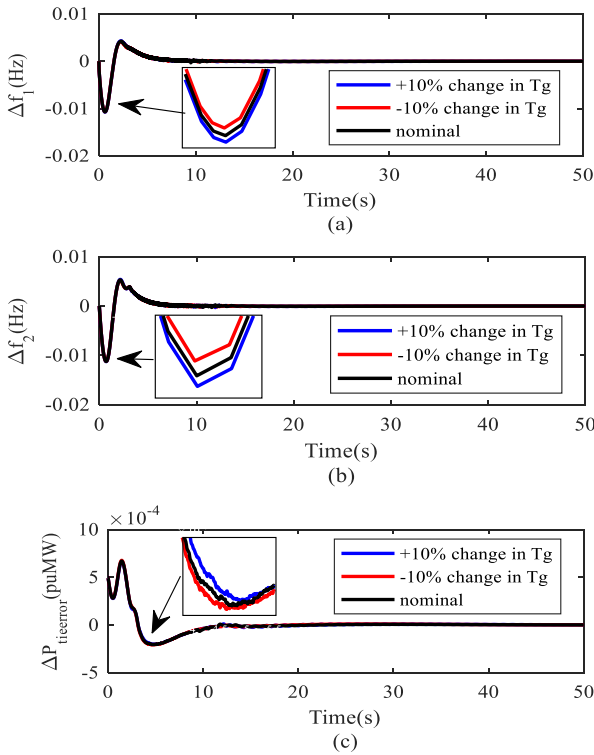 0.01
0
-0.01
-0.02
Δf1(Hz)
+10% change in Tg
-10% change in Tg
nominal
0 10 20 30 40 50
Time(s)
(a)
0.01
0
-0.01
-0.02
Δf2(Hz)
+10% change in Tg
-10% change in Tg
nominal
0 10 20 30 40 50
Time(s)
(b)
×10-4
10
5
0
-5
ΔPtieerror(puMW)
+10% change in Tg
-10% change in Tg
nominal
0 10 20 30 40 50
Time(s)
(c)